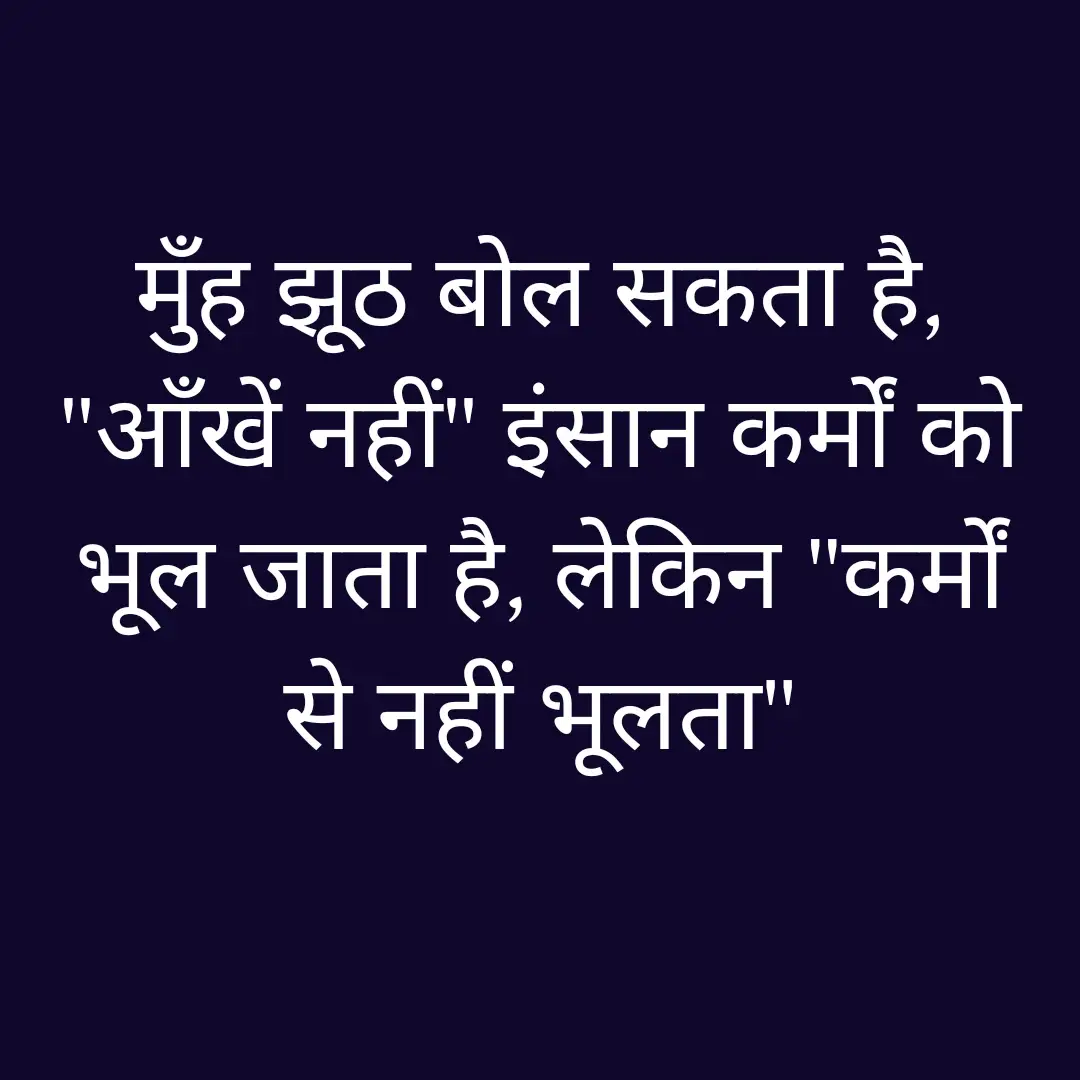 मुँह झूठ बोल सकता है,
"आँखें नहीं" इंसान कर्मों को
भूल जाता है, लेकिन "कर्मों
से नहीं भूलता"